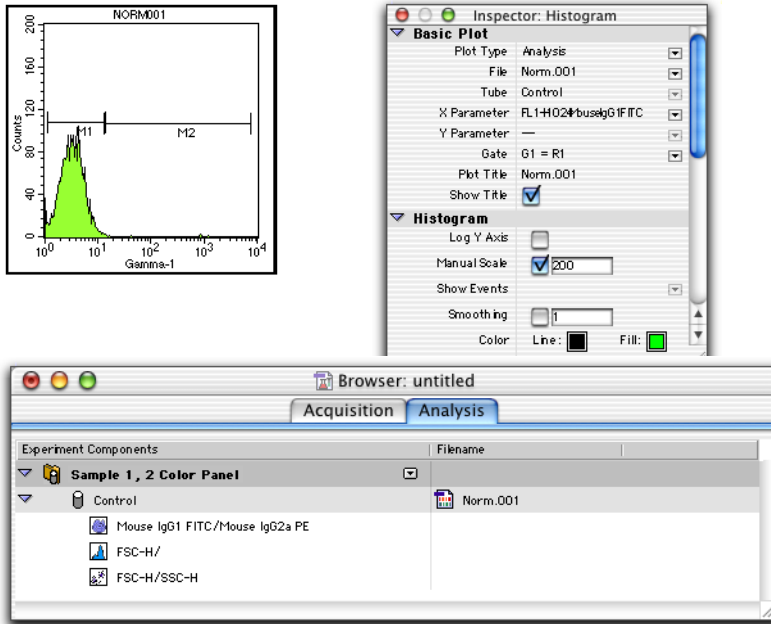 NORM001
200
160
120
80
40
0
Counts
M1
M2
10^0 10^1 10^2 10^3 10^4
Gamma-1
Inspector: Histogram
Basic Plot
Plot Type Analysis
File Norm.001
Tube Control
X Parameter
Y Parameter —
Gate G1 = R1
Plot Title Norm.001
Show Title
Histogram
Log Y Axis
Manual Scale 200
Show Events
Smoothing 1
Color Line: Fill:
Browser: untitled
Acquisition Analysis
Experiment Components Filename
Sample 1, 2 Color Panel
Control Norm.001
Mouse IgG1 FITC/Mouse IgG2a PE
FSC-H/
FSC-H/SSC-H